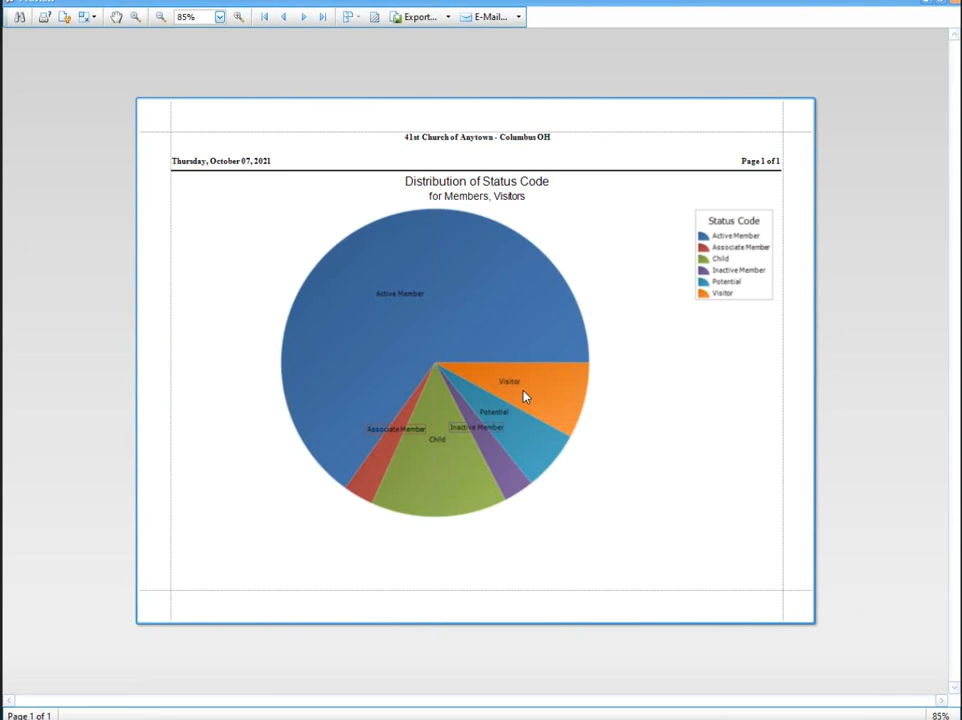 85%
Export...
E-Mail...
41st Church of Anytown - Columbus OH
Thursday, October 07, 2021
Page 1 of 1
Distribution of Status Code
for Members, Visitors
Status Code
Active Member
Associate Member
Child
Inactive Member
Potential
Visitor
Active Member
Visitor
Potential
Associate Member
Inactive Member
Child
Page 1 of 1
85%